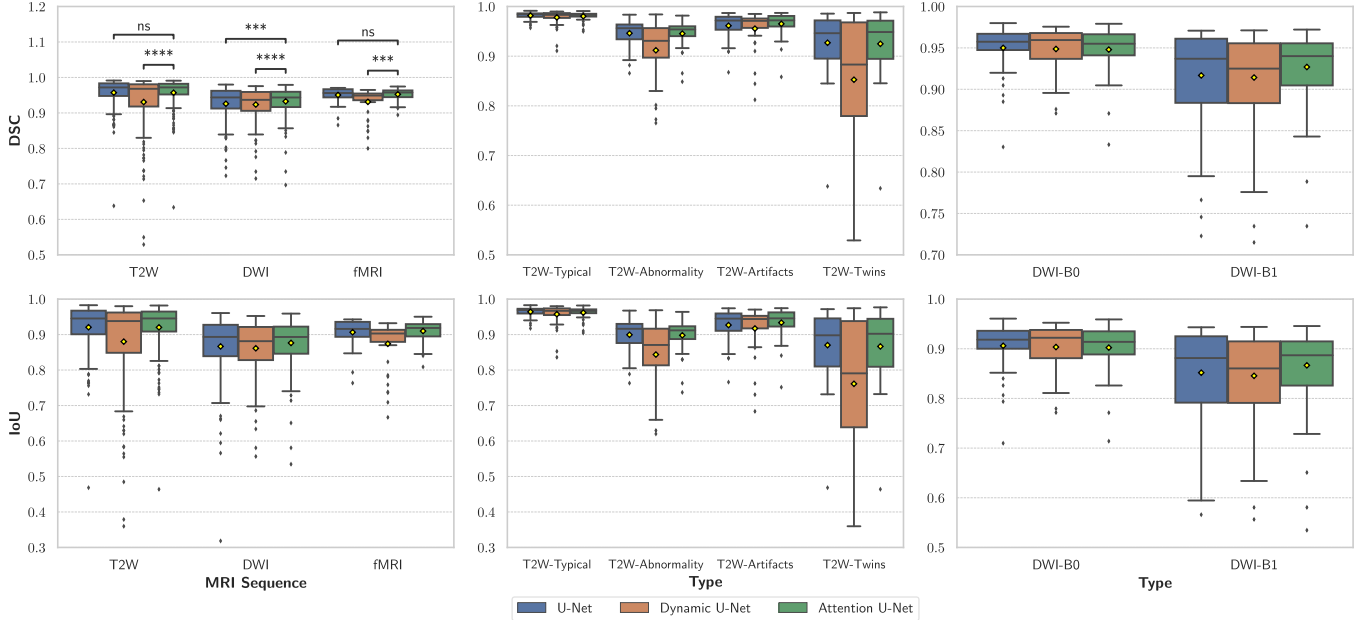 DSC
1.2
1.1
1.0
0.9
0.8
0.7
0.6
0.5
ns
****
***
****
ns
***
T2W
DWI
fMRI
1.0
0.9
0.8
0.7
0.6
0.5
T2W-Typical
T2W-Abnormality
T2W-Artifacts
T2W-Twins
1.00
0.95
0.90
0.85
0.80
0.75
0.70
DWI-B0
DWI-B1
IoU
1.0
0.9
0.8
0.7
0.6
0.5
0.4
0.3
T2W
DWI
fMRI
MRI Sequence
1.0
0.9
0.8
0.7
0.6
0.5
0.4
0.3
T2W-Typical
T2W-Abnormality
T2W-Artifacts
T2W-Twins
Type
1.0
0.9
0.8
0.7
0.6
0.5
DWI-B0
DWI-B1
Type
U-Net
Dynamic U-Net
Attention U-Net